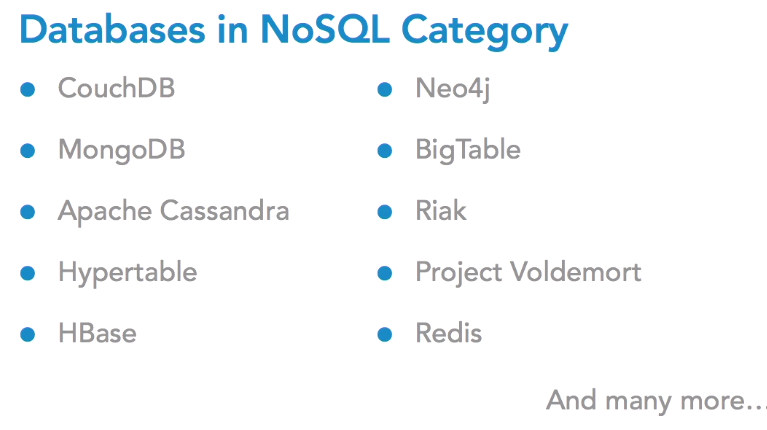 Databases in NoSQL Category
CouchDB
MongoDB
Apache Cassandra
Hypertable
HBase
Neo4j
BigTable
Riak
Project Voldemort
Redis
And many more...